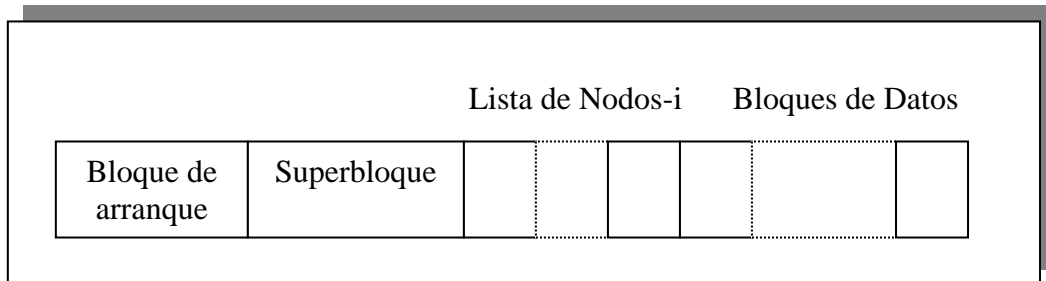 Lista de Nodos-i
Bloques de Datos
Bloque de
arranque
Superbloque